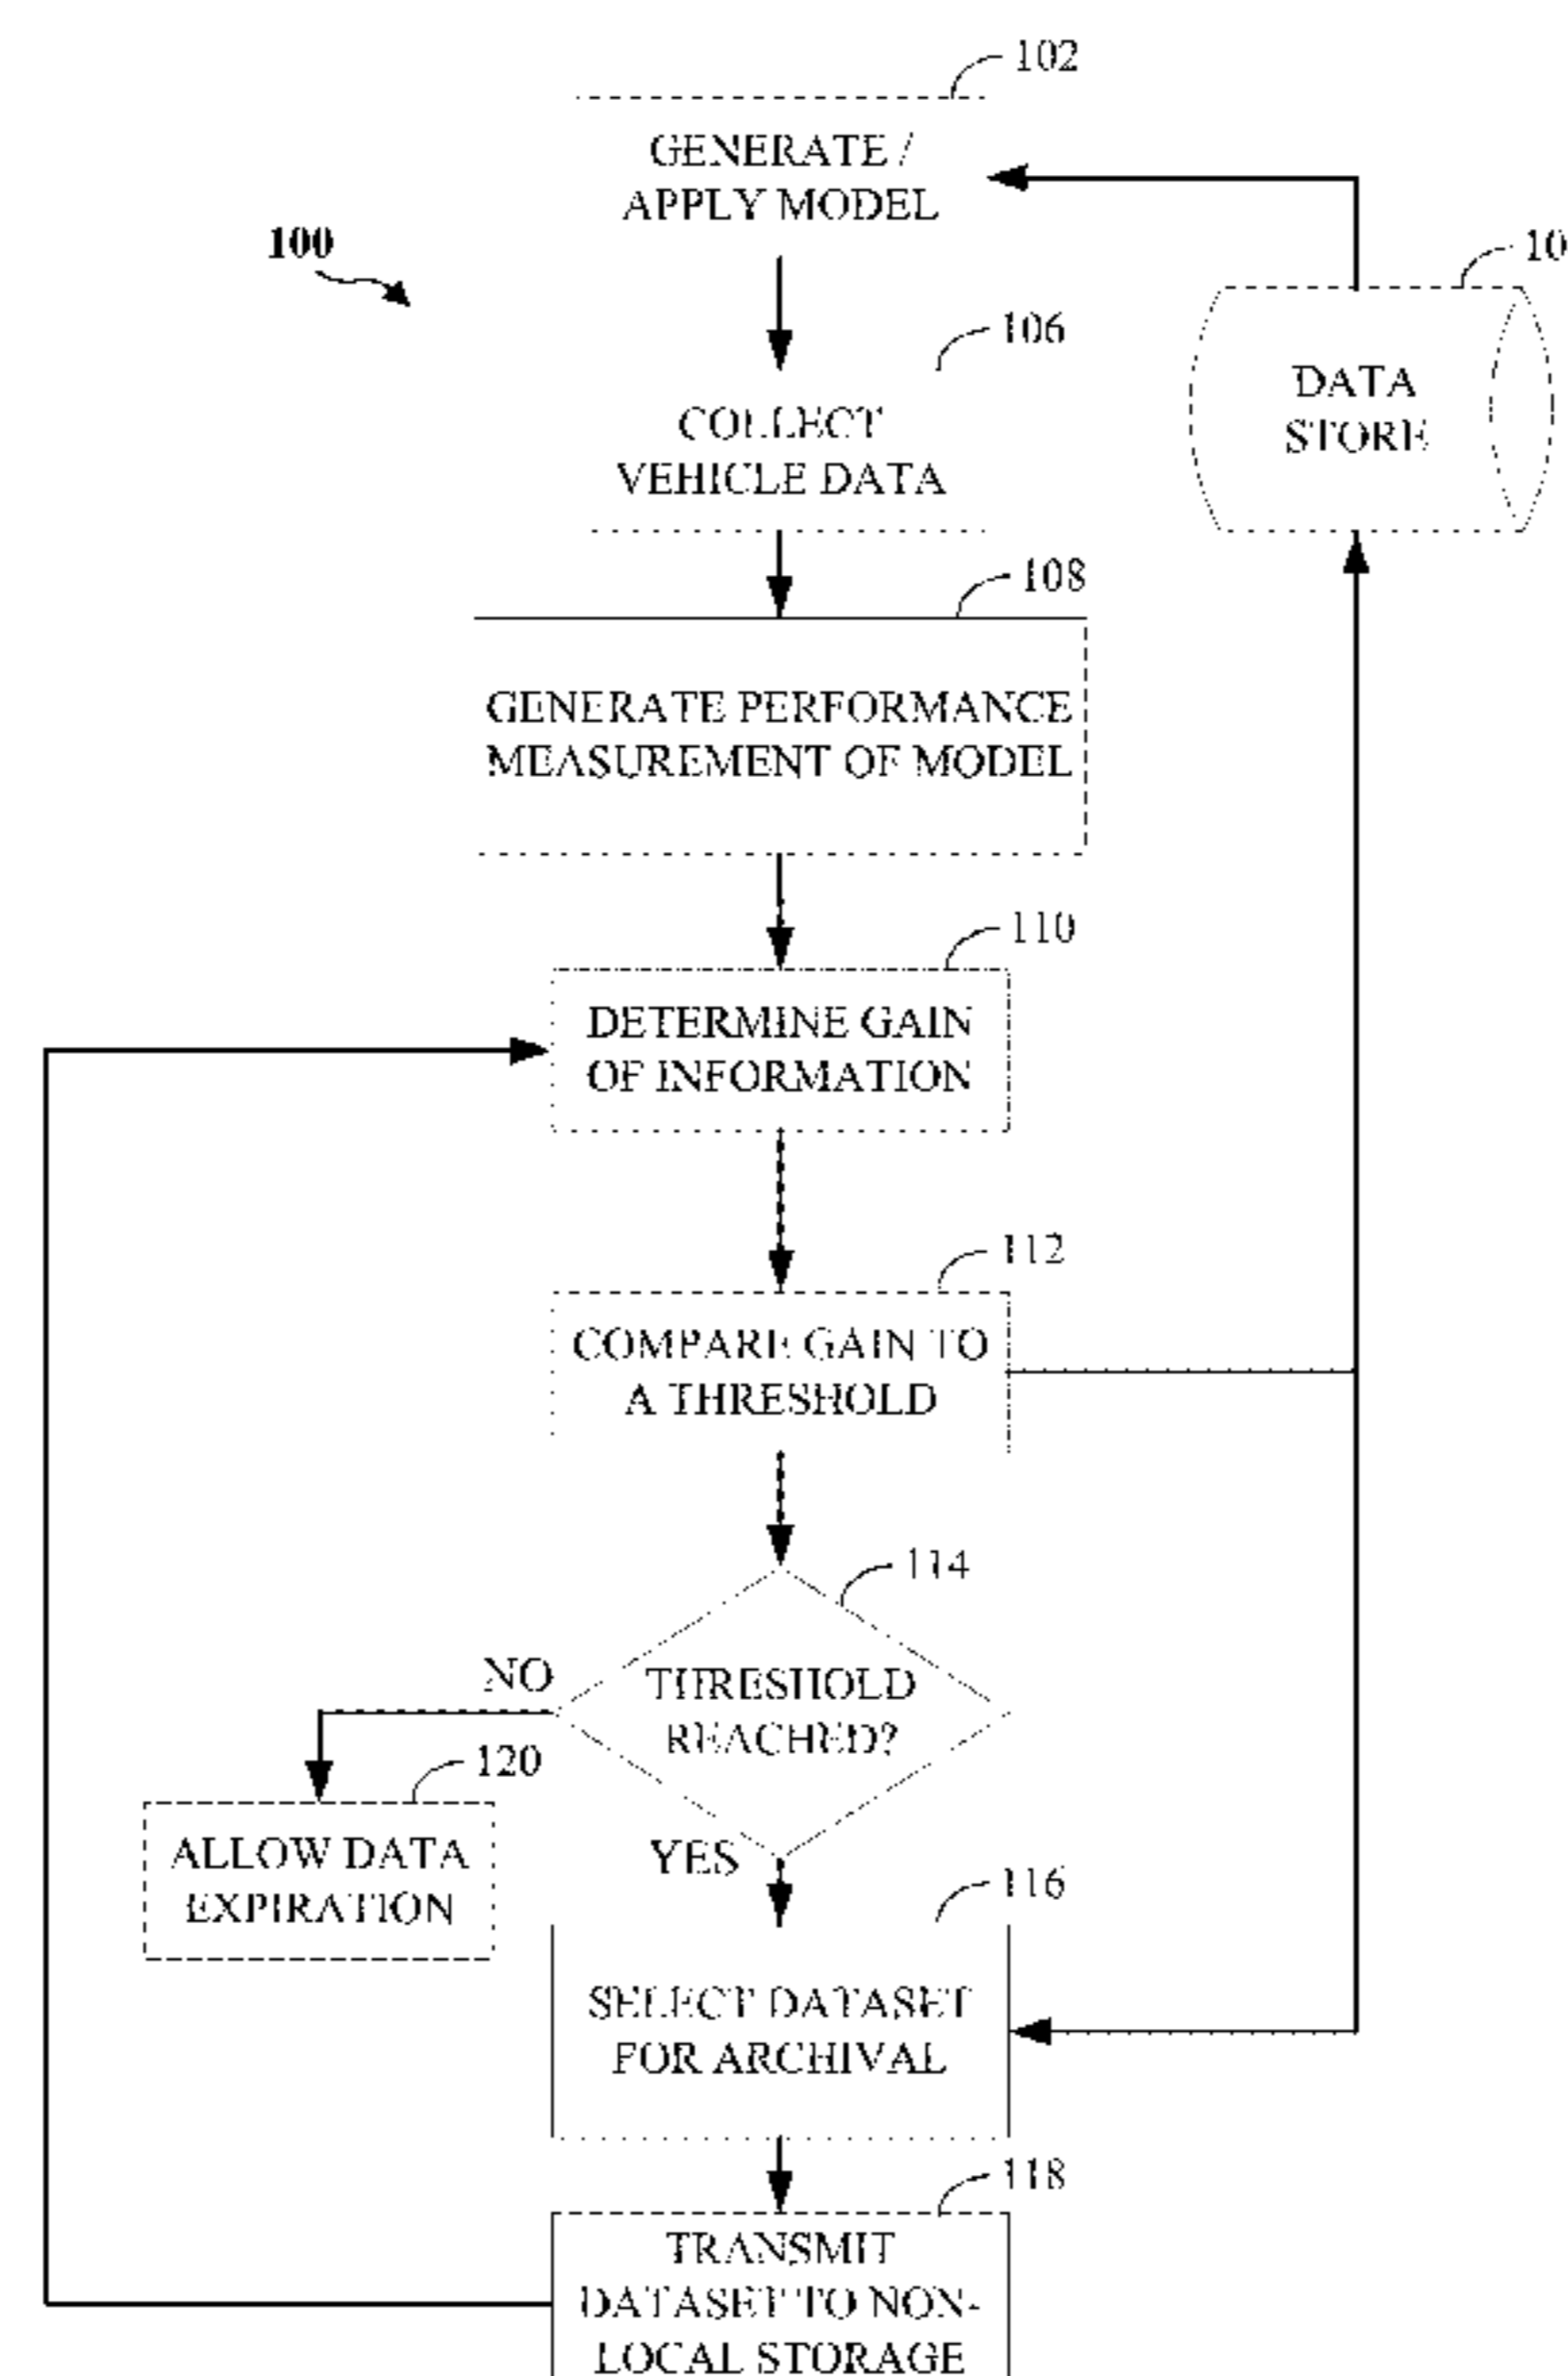 102
GENERATE /
APPLY MODEL
100
10
106
DATA
STORE
COLLECT
VEHICLE DATA
108
GENERATE PERFORMANCE
MEASUREMENT OF MODEL
110
DETERMINE GAIN
OF INFORMATION
112
COMPARE GAIN TO
A THRESHOLD
114
NO
THRESHOLD
REACHED?
120
ALLOW DATA
EXPIRATION
YES
116
SELECT DATASET
FOR ARCHIVAL
118
TRANSMIT
DATASET TO NON-
LOCAL STORAGE